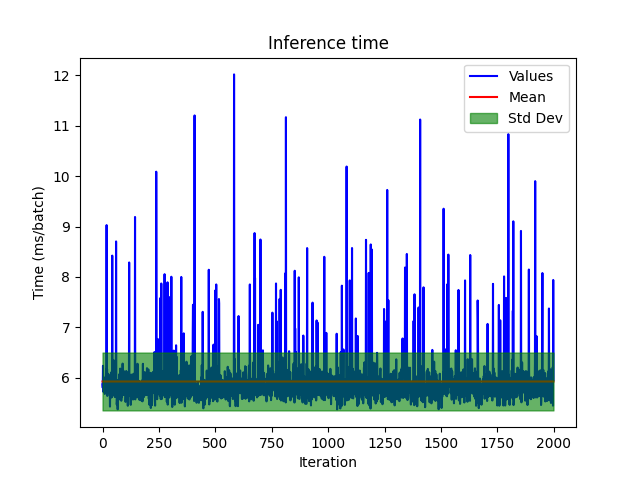 Inference time
Values
Mean
Std Dev
Time (ms/batch)
12
11
10
9
8
7
6
0 250 500 750 1000 1250 1500 1750 2000
Iteration